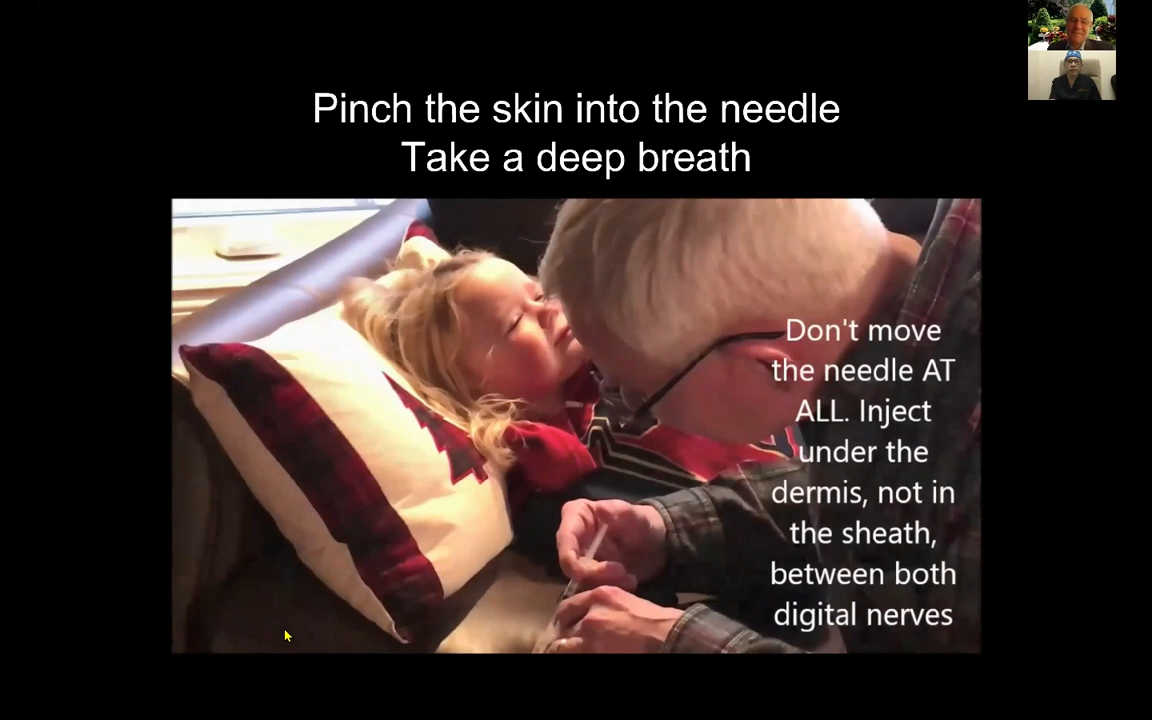 Pinch the skin into the needle
Take a deep breath
Don't move
the needle AT
ALL. Inject
under the
dermis, not in
the sheath,
between both
digital nerves